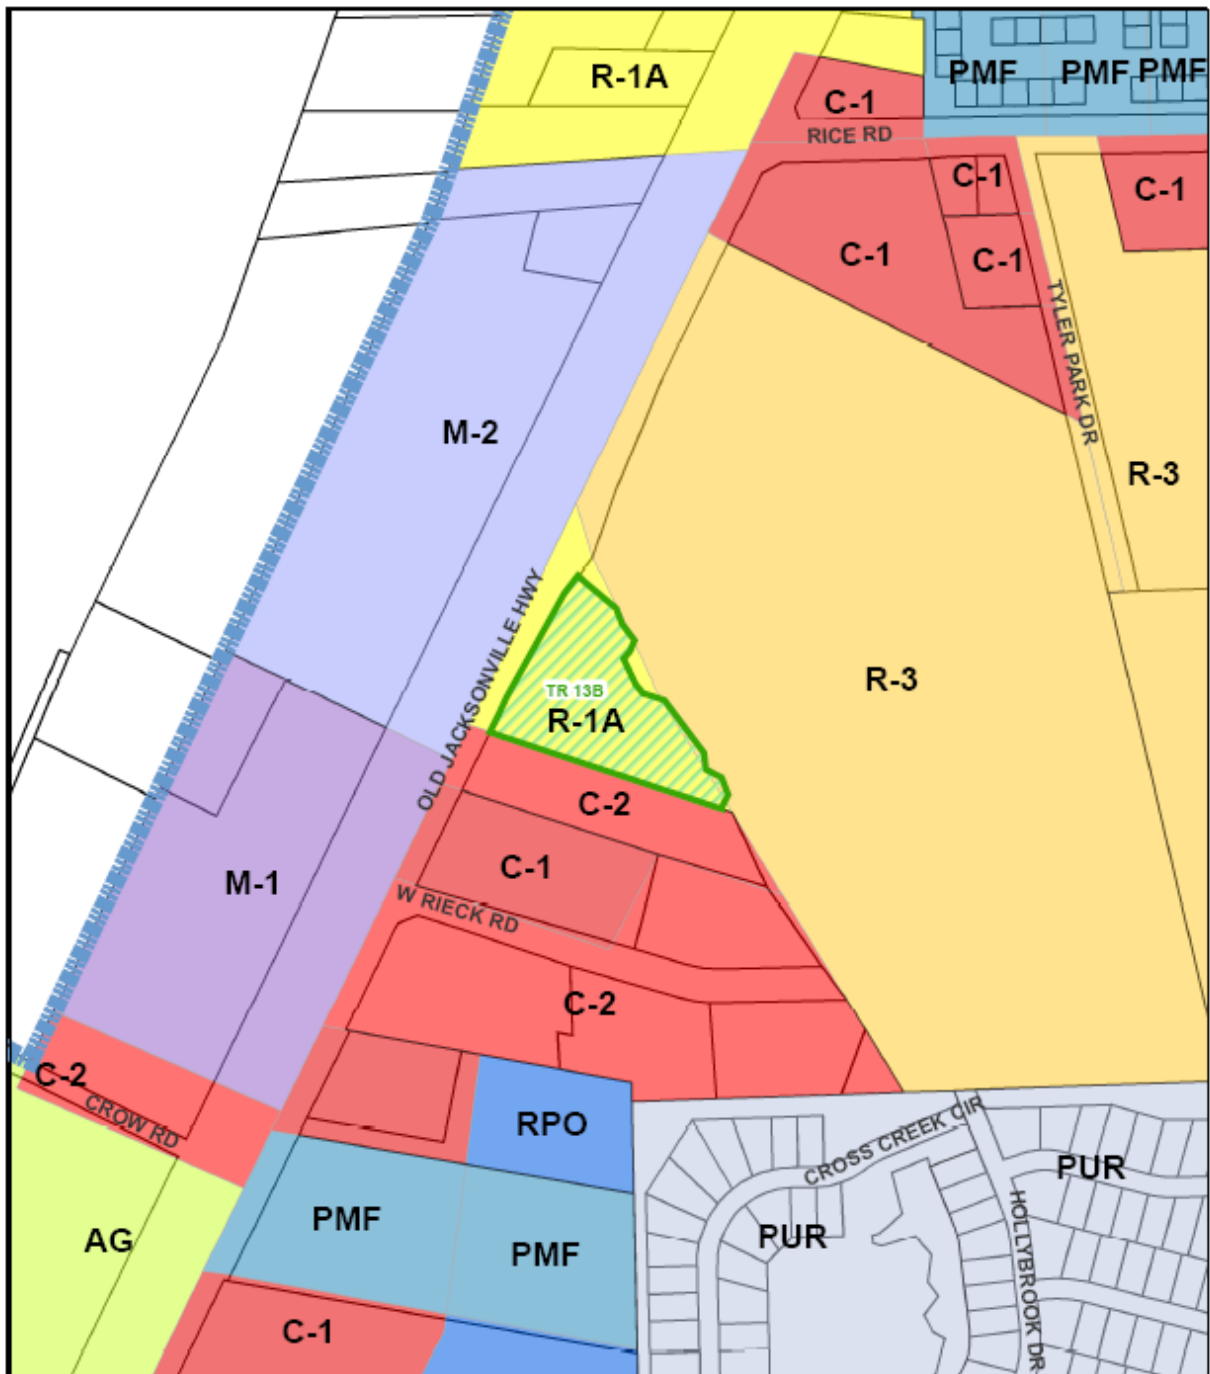 R-1A
PMF
PMF
PMF
C-1
RICE RD
C-1
C-1
C-1
C-1
TYLER PARK DR
M-2
R-3
OLD JACKSONVILLE HWY
R-3
TR 13B
R-1A
C-2
C-1
M-1
W RIECK RD
C-2
C-2
CROW RD
RPO
CROSS CREEK CIR
PUR
HOLLYBROOK DR
PMF
PUR
AG
PMF
C-1